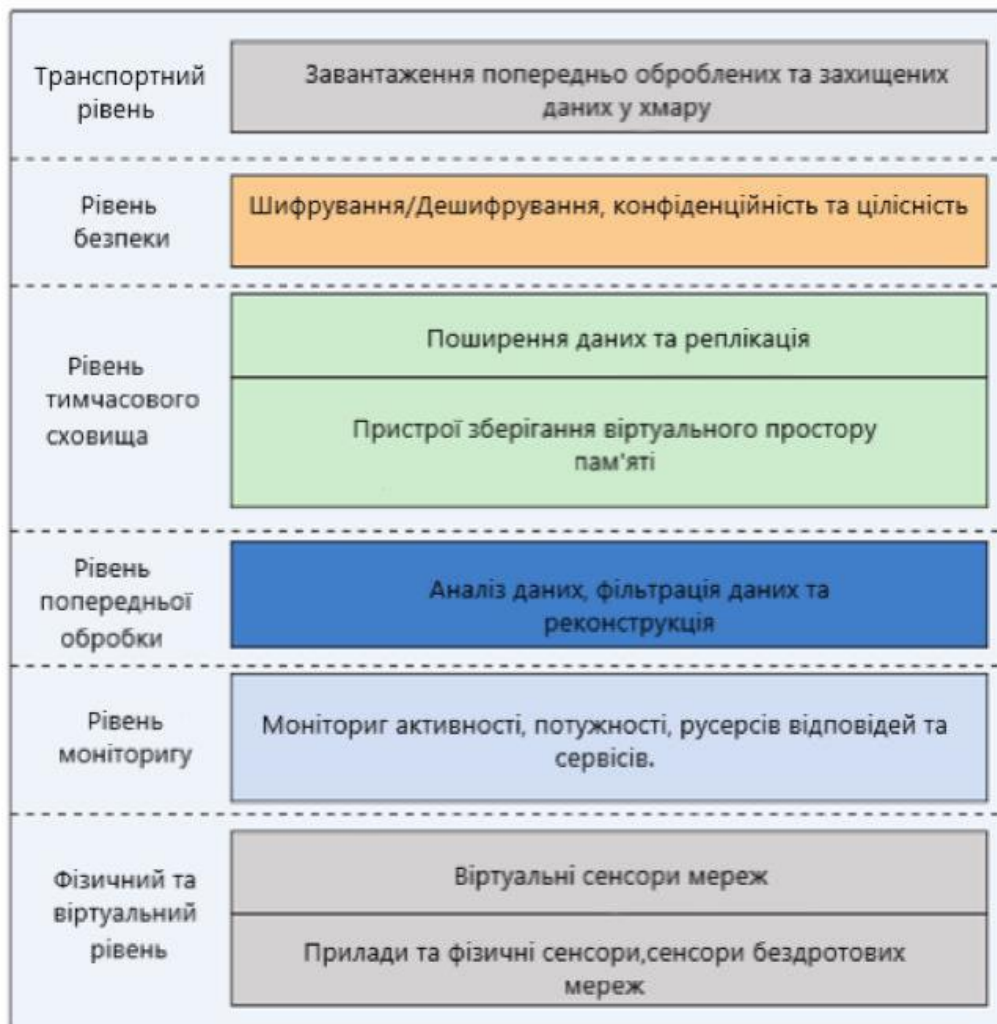 Транспортний
рівень
Завантаження попередньо оброблених та захищених
даних у хмару
Рівень
безпеки
Шифрування/Дешифрування, конфіденційність та цілісність
Рівень
тимчасового
сховища
Поширення даних та реплікація
Пристрої зберігання віртуального простору
пам'яті
Рівень
попередньої
обробки
Аналіз даних, фільтрація даних та
реконструкція
Рівень
моніторигу
Моніториг активності, потужності, русерсів відповідей та
сервісів.
Фізичний та
віртуальний
рівень
Віртуальні сенсори мереж
Прилади та фізичні сенсори,сенсори бездротових
мереж